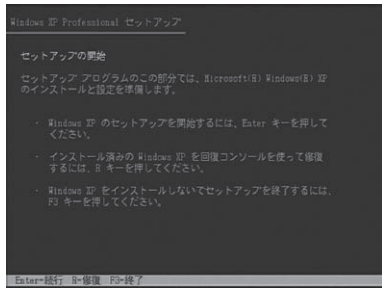 Windows XP Professional セットアップ
セットアップの開始
セットアップ プログラムのこの部分では、Microsoft(R) Windows(R) XP
のインストールと設定を準備します。
・ Windows XP のセットアップを開始するには、Enter キーを押して
ください。
・ インストール済みの Windows XP を回復コンソールを使って修復
するには、R キーを押してください。
・ Windows XP をインストールしないでセットアップを終了するには、
F3 キーを押してください。
Enter=続行 R=修復 F3=終了